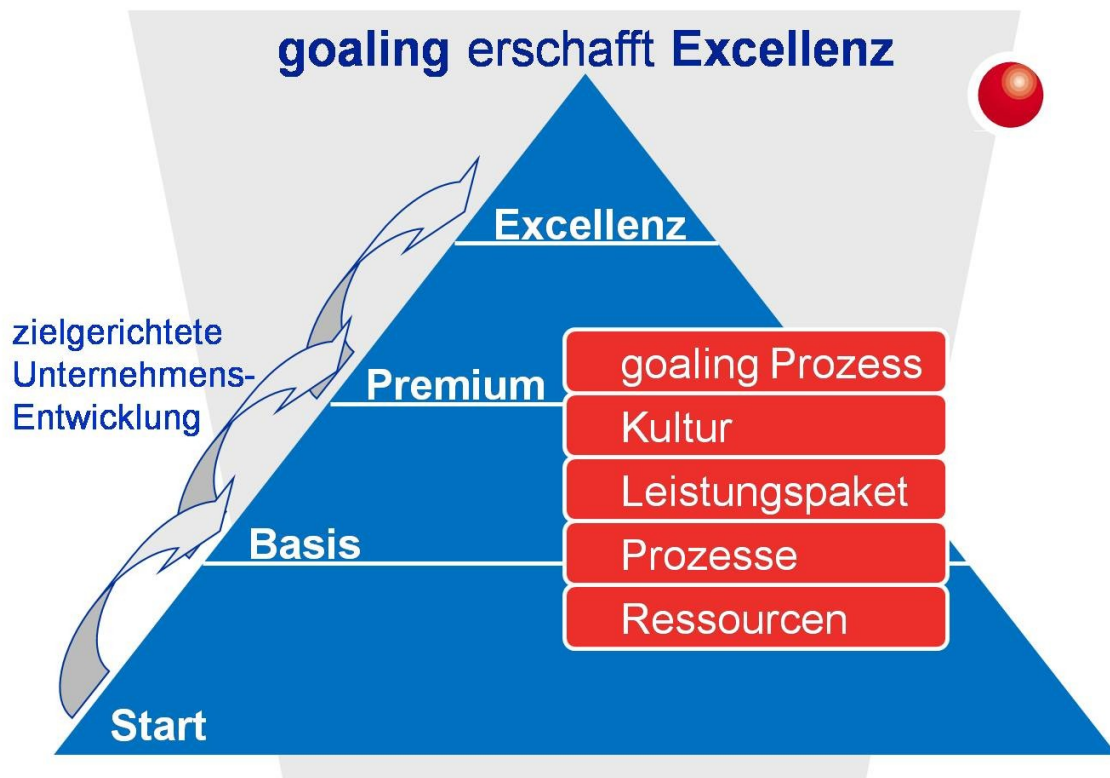 goaling erschafft Excellenz
Excellenz
zielgerichtete
Unternehmens-
Entwicklung
Premium
Basis
Start
goaling Prozess
Kultur
Leistungspaket
Prozesse
Ressourcen